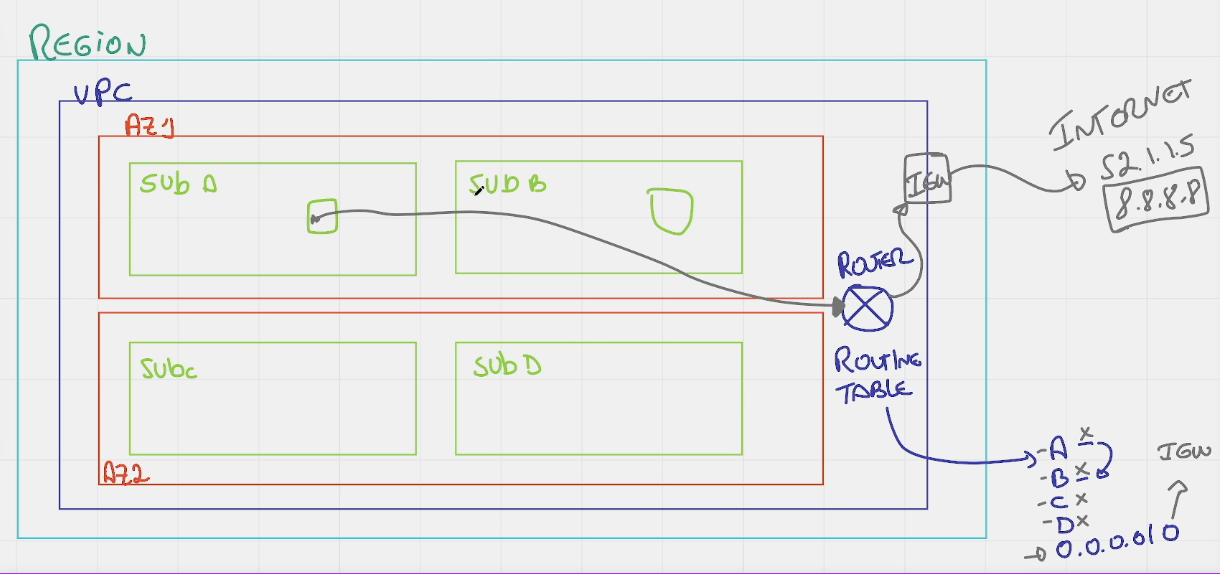 REGION
VPC
AZ1
SUb A
SUB B
INTERNET
52.1.1.5
8.8.8.8
IGW
ROUTER
SUbc
SUb D
ROUTING
TABLE
AZ2
- A x
- B x
- C x
- D x
0.0.0.0/0
IGW